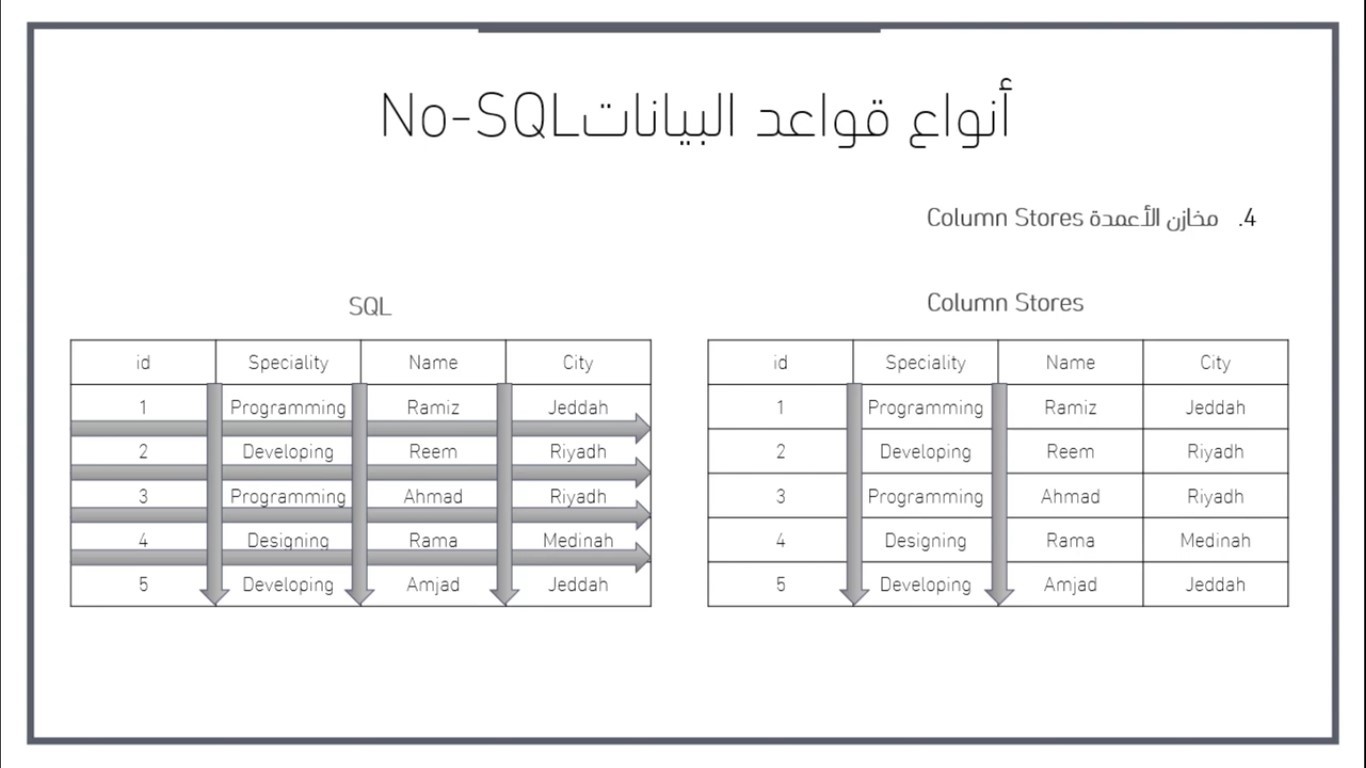 أنواع قواعد البياناتNo-SQL
4. مخازن الأعمدة Column Stores
SQL
id Speciality Name City
1 Programming Ramiz Jeddah
2 Developing Reem Riyadh
3 Programming Ahmad Riyadh
4 Designing Rama Medinah
5 Developing Amjad Jeddah
Column Stores
id Speciality Name City
1 Programming Ramiz Jeddah
2 Developing Reem Riyadh
3 Programming Ahmad Riyadh
4 Designing Rama Medinah
5 Developing Amjad Jeddah